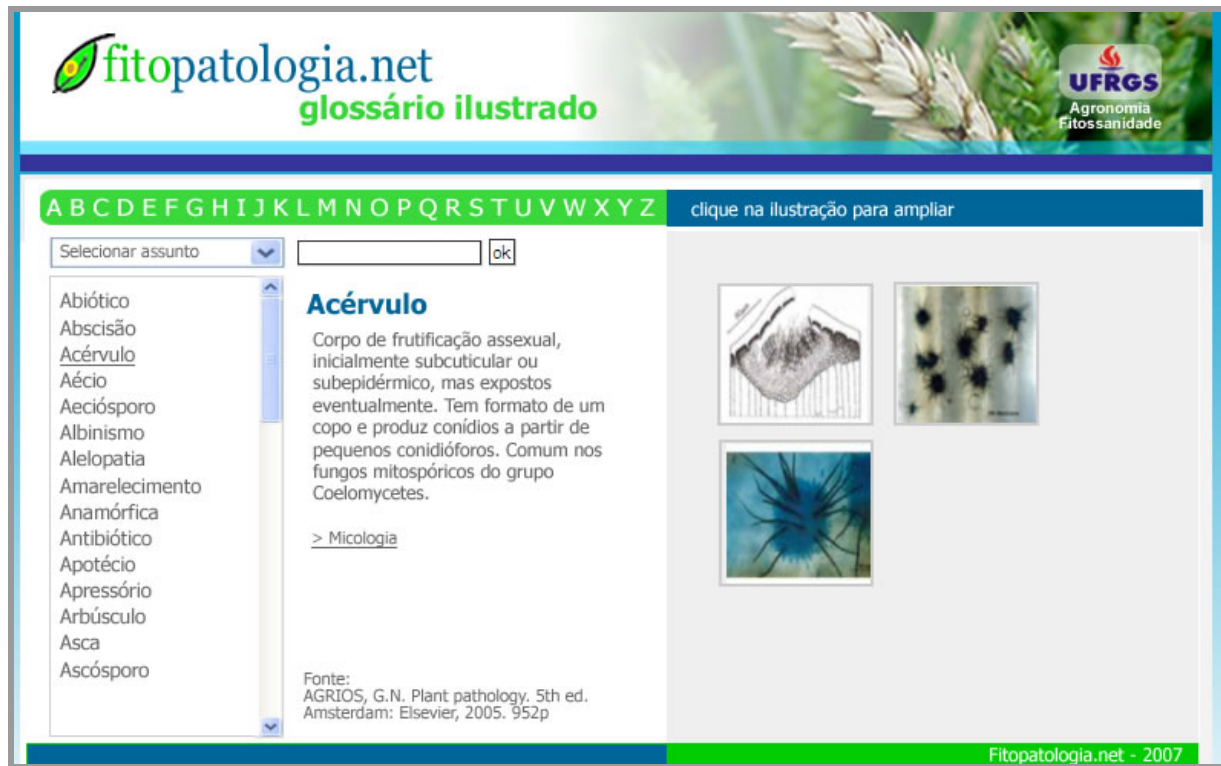 fitopatologia.net
glossário ilustrado
UFRGS
Agronomia
Fitossanidade
A B C D E F G H I J K L M N O P Q R S T U V W X Y Z
clique na ilustração para ampliar
Selecionar assunto
ok
Abiótico
Abscisão
Acérvulo
Aécio
Aeciósporo
Albinismo
Alelopatia
Amarelecimento
Anamórfica
Antibiótico
Apotécio
Apressório
Arbúsculo
Asca
Ascósporo
Acérvulo
Corpo de frutificação assexual,
inicialmente subcuticular ou
subepidérmico, mas expostos
eventualmente. Tem formato de um
copo e produz conídios a partir de
pequenos conidióforos. Comum nos
fungos mitospóricos do grupo
Coelomycetes.
> Micologia
Fonte:
AGRIOS, G.N. Plant pathology. 5th ed.
Amsterdam: Elsevier, 2005. 952p
Fitopatologia.net - 2007